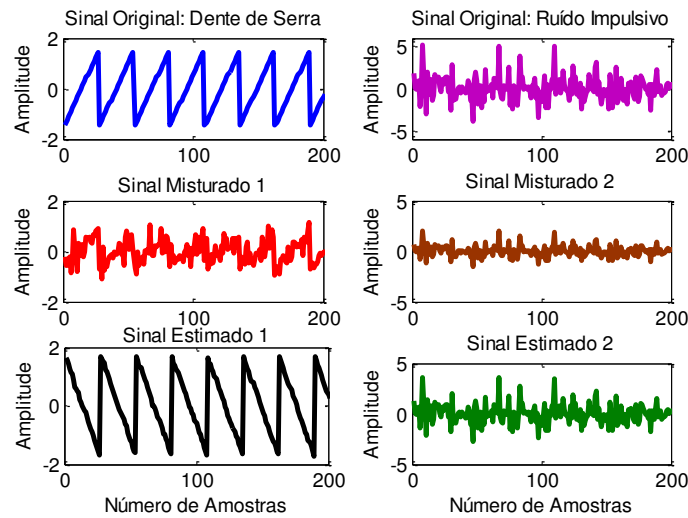 Sinal Original: Dente de Serra
Amplitude
2
0
-2
0
100
200
Sinal Original: Ruído Impulsivo
Amplitude
5
0
-5
0
100
200
Sinal Misturado 1
Amplitude
2
0
-2
0
100
200
Sinal Misturado 2
Amplitude
5
0
-5
0
100
200
Sinal Estimado 1
Amplitude
2
0
-2
0
100
200
Número de Amostras
Sinal Estimado 2
Amplitude
5
0
-5
0
100
200
Número de Amostras